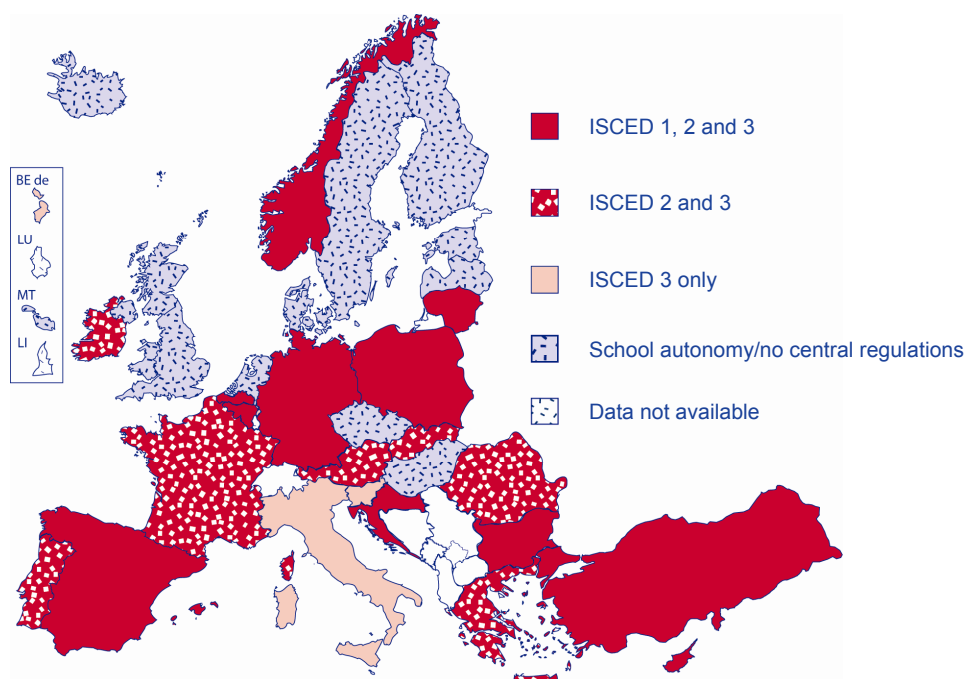 BE de
LU
MT
LI
ISCED 1, 2 and 3
ISCED 2 and 3
ISCED 3 only
School autonomy/no central regulations
Data not available